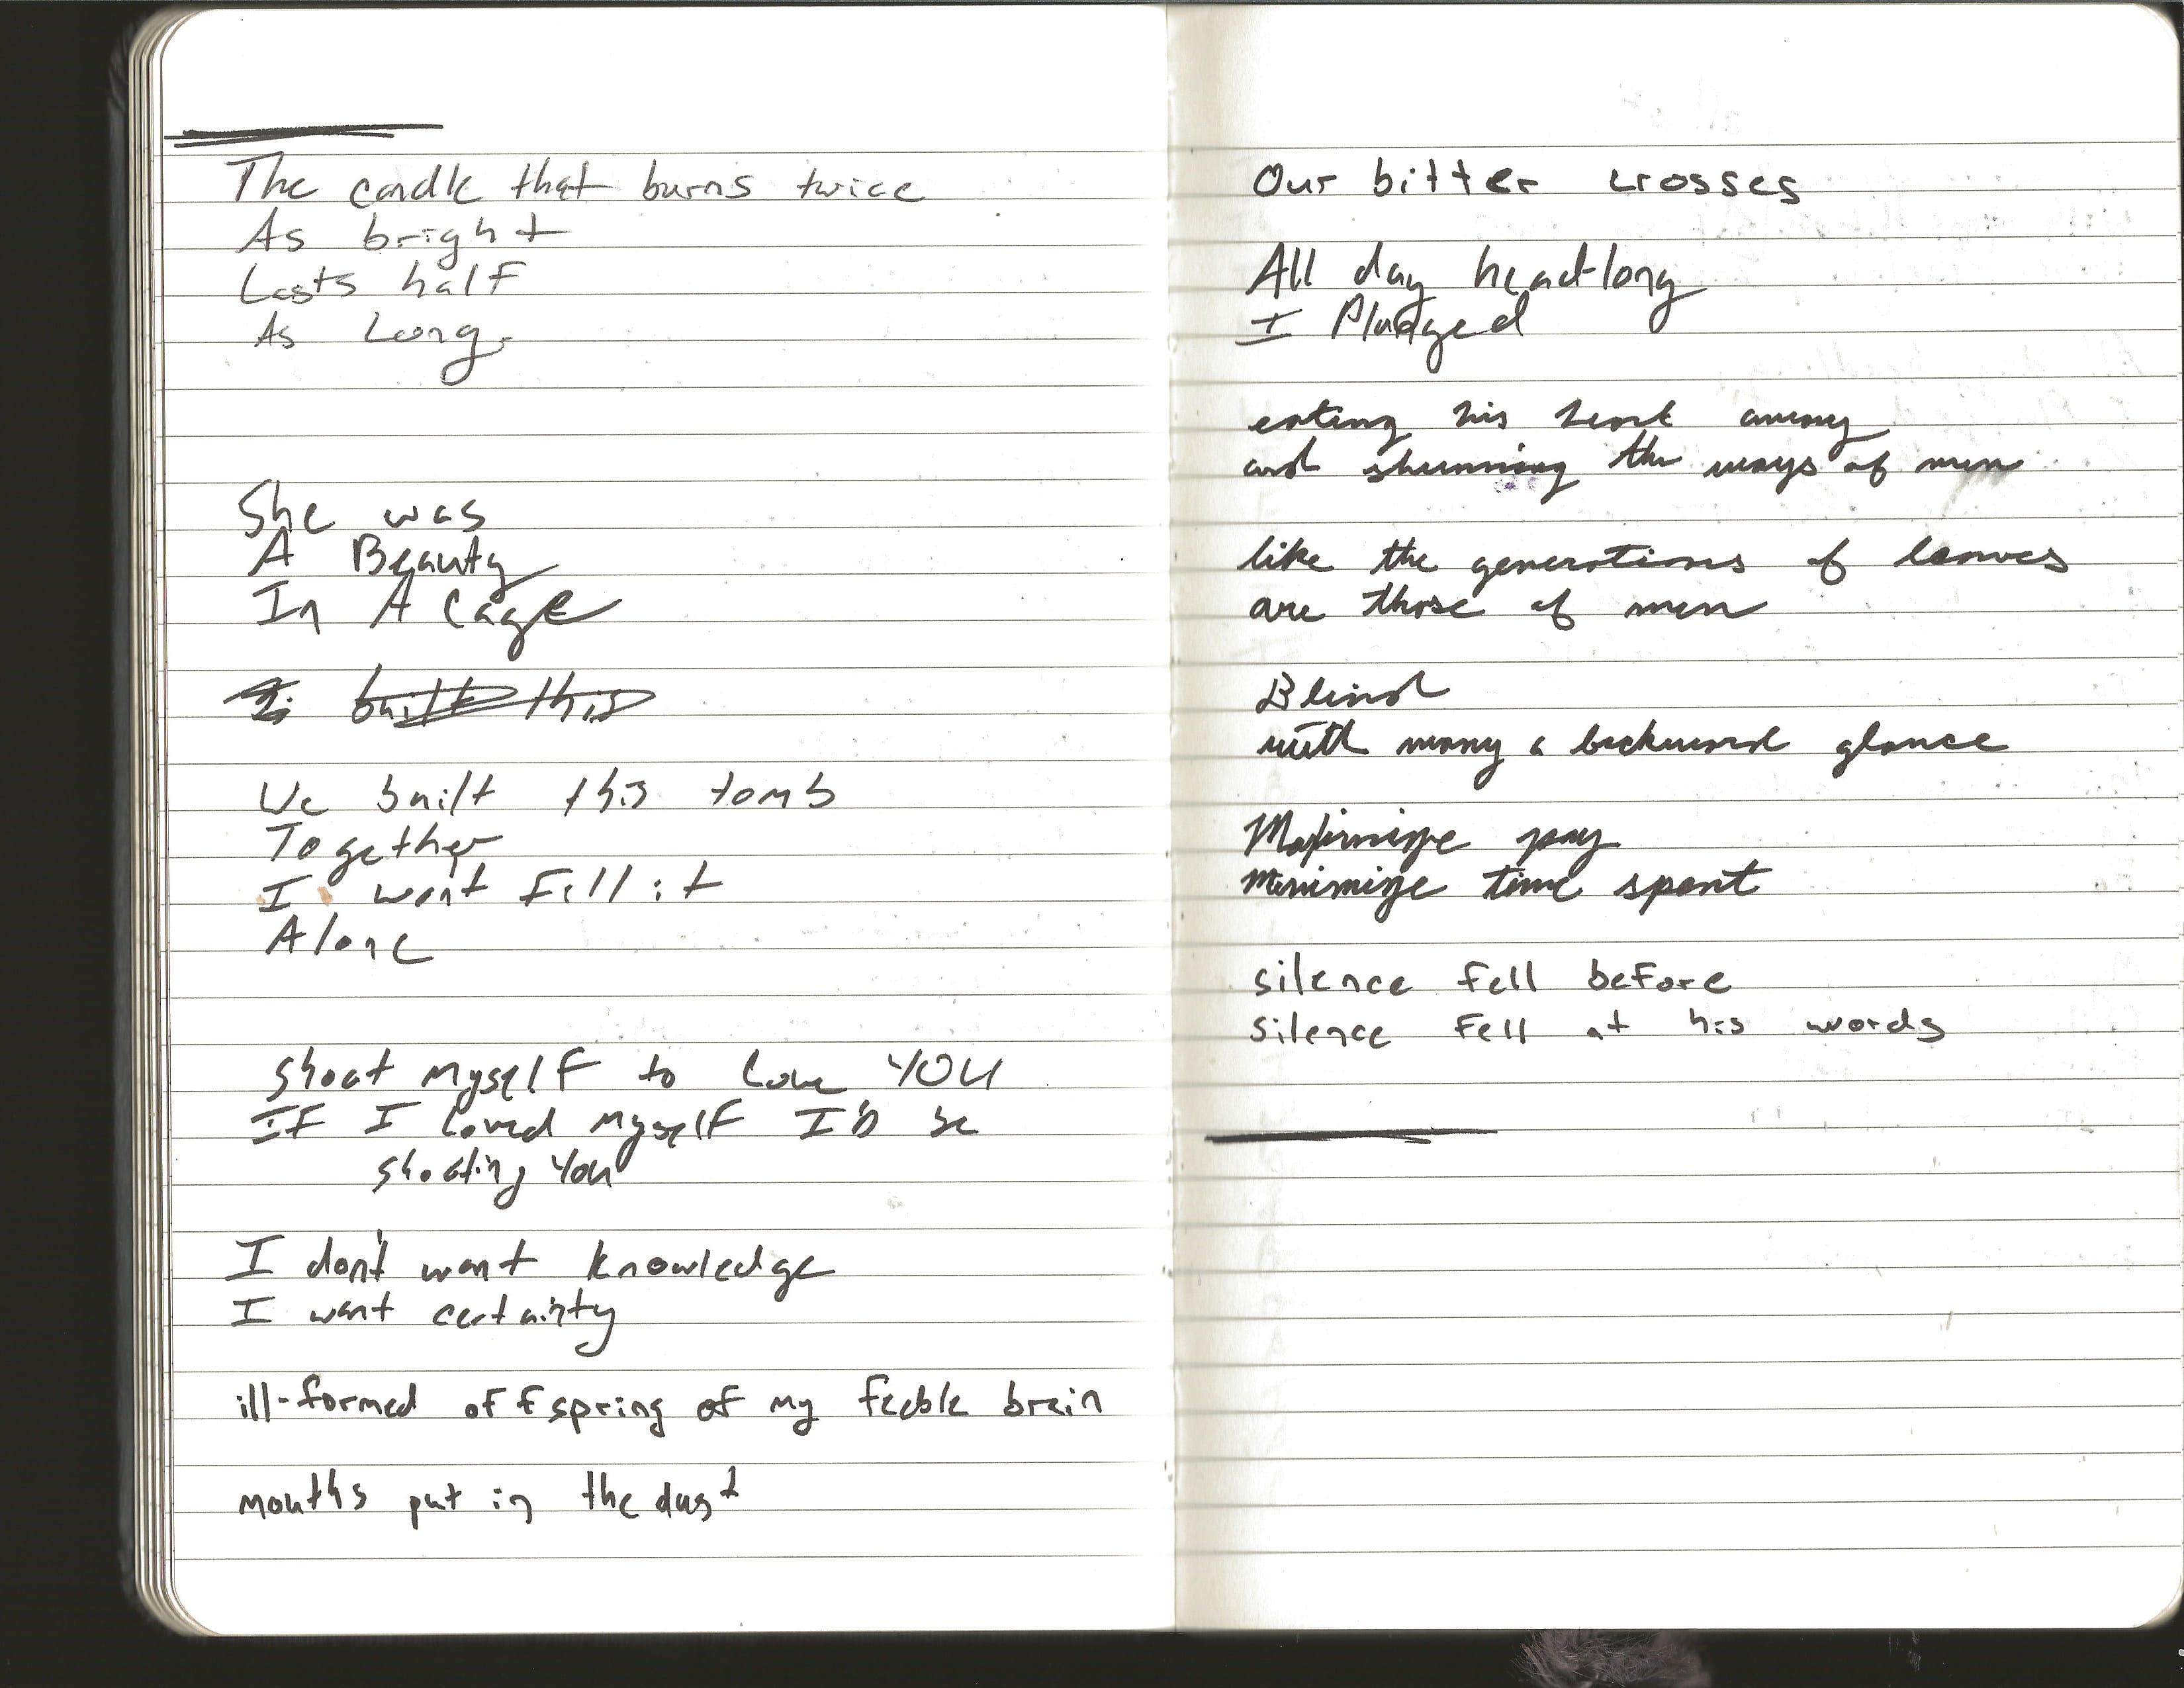 The candle that burns twice
As bright
Lasts half
As Long.
She was
A Beauty
In A Cage
built this
We built this tomb
Together
I wont Fill it
Alone
Shoot myself to Love YOU
IF I Loved myself I'D be
shooting You
I don't want knowledge
I want certainty
ill-formed offspring of my feeble brain
mouths put in the dust
Our bitter crosses
All day headlong
I Pludged
eating his heart away
and shunning the ways of men
like the generations of leaves
are those of men
Blind
with many a backward glance
Maximize pay
Minimize time spent
silence fell before
silence Fell at his words